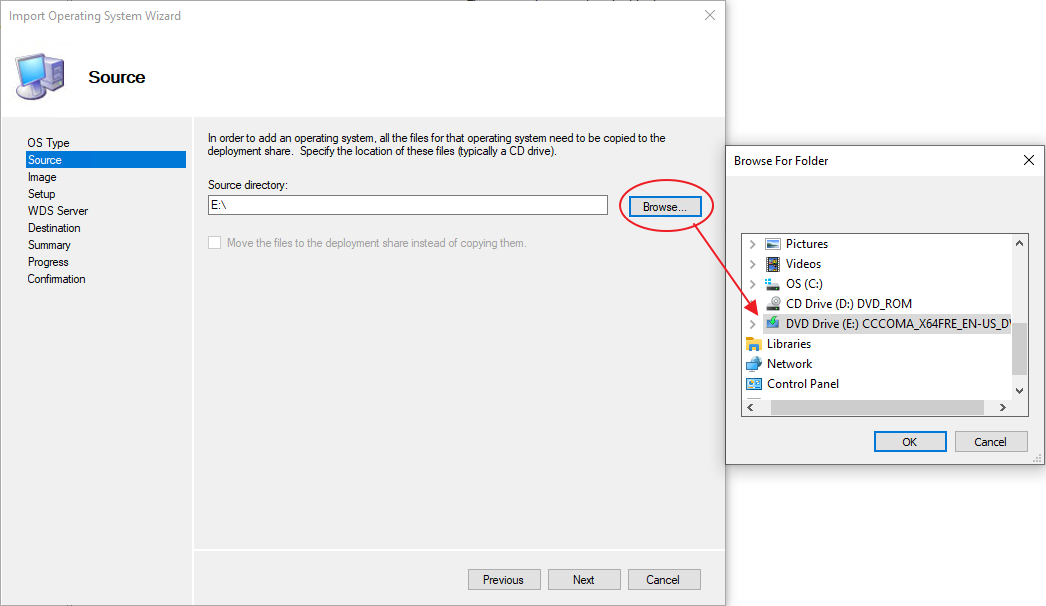 Import Operating System Wizard
Source
OS Type
Source
Image
Setup
WDS Server
Destination
Summary
Progress
Confirmation
In order to add an operating system, all the files for that operating system need to be copied to the
deployment share. Specify the location of these files (typically a CD drive).
Source directory:
E:\
Browse...
Move the files to the deployment share instead of copying them.
Previous
Next
Cancel
Browse For Folder
Pictures
Videos
OS (C:)
CD Drive (D:) DVD_ROM
DVD Drive (E:) CCCOMA_X64FRE_EN-US_D
Libraries
Network
Control Panel
OK
Cancel